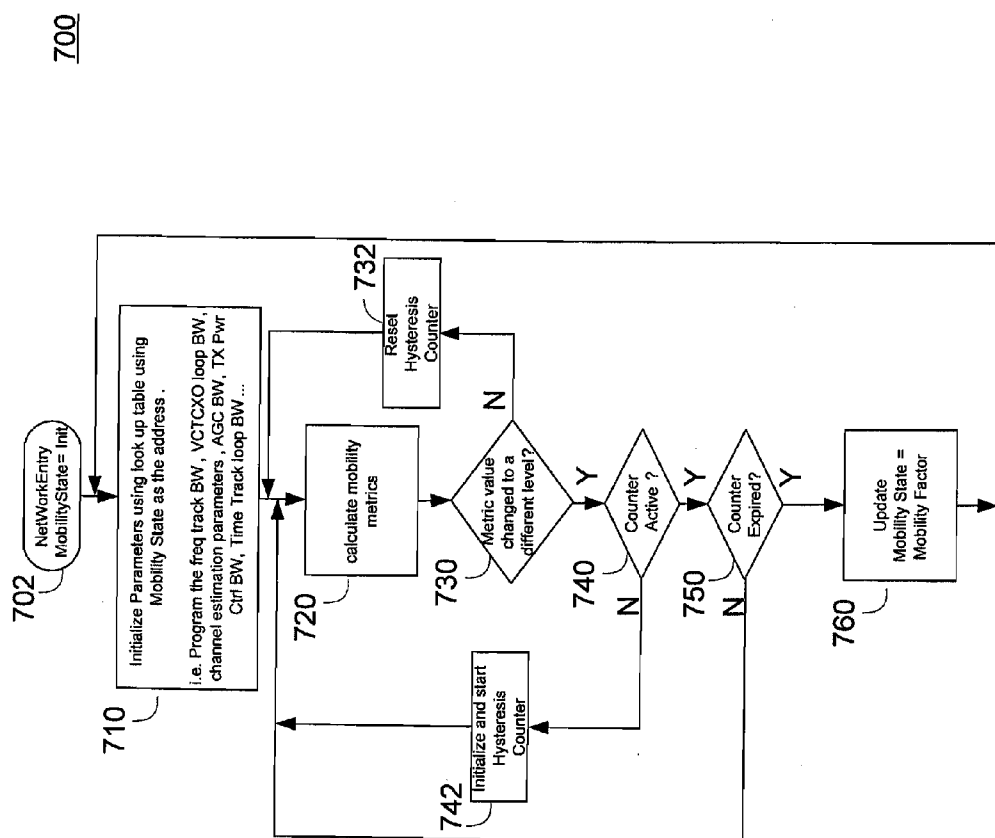 700
702
NetWorkEntry
MobilityState= Init.
Initialize Parameters using look up table using
Mobility State as the address .
i.e. Program the freq track BW , VCTCXO loop BW ,
channel estimation parameters , AGC BW, TX Pwr
Ctrl BW, Time Track loop BW ...
710
720
calculate mobility
metrics
732
Reset
Hysteresis
Counter
730
Metric value
changed to a
different level?
N
Y
740
Counter
Active ?
N
Y
742
Initialize and start
Hysteresis
Counter
750
Counter
Expired?
N
Y
760
Update
Mobility State =
Mobility Factor